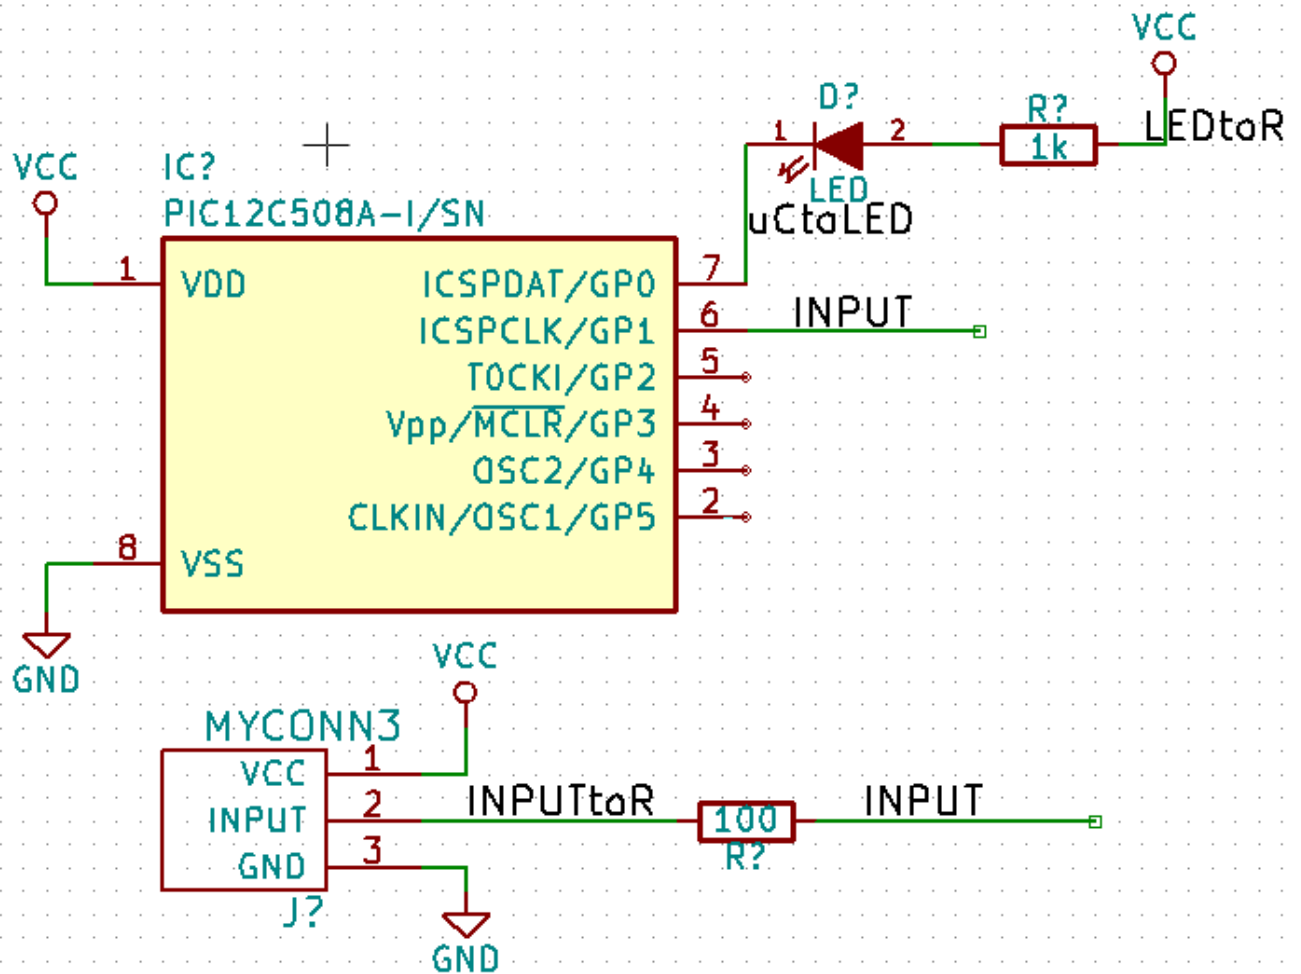 VCC
D?
R?
LEDtoR
1
2
1k
VCC
IC?
LED
PIC12C508A-I/SN
uCtoLED
1
VDD
ICSPDAT/GP0
7
ICSPCLK/GP1
6
INPUT
T0CKI/GP2
5
Vpp/MCLR/GP3
4
OSC2/GP4
3
CLKIN/OSC1/GP5
2
8
VSS
GND
VCC
MYCONN3
VCC
1
INPUT
2
INPUTtoR
100
INPUT
R?
GND
3
J?
GND